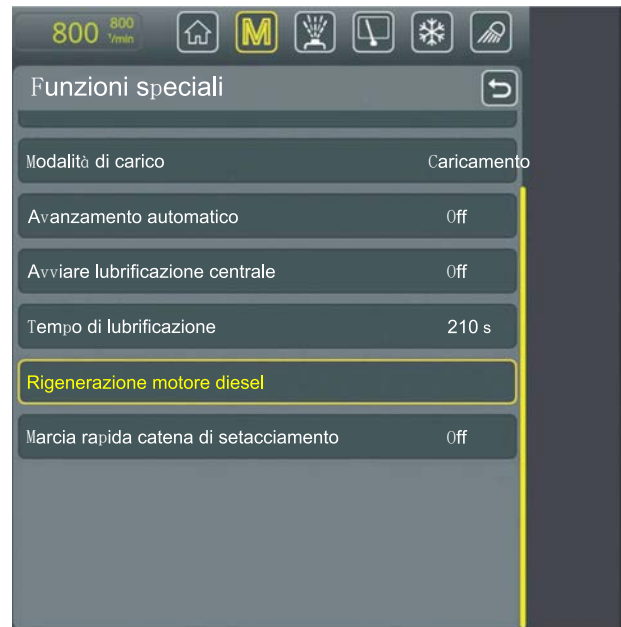 800 800 1/min M
Funzioni speciali
Modalità di carico Caricamento
Avanzamento automatico Off
Avviare lubrificazione centrale Off
Tempo di lubrificazione 210 s
Rigenerazione motore diesel
Marcia rapida catena di setacciamento Off